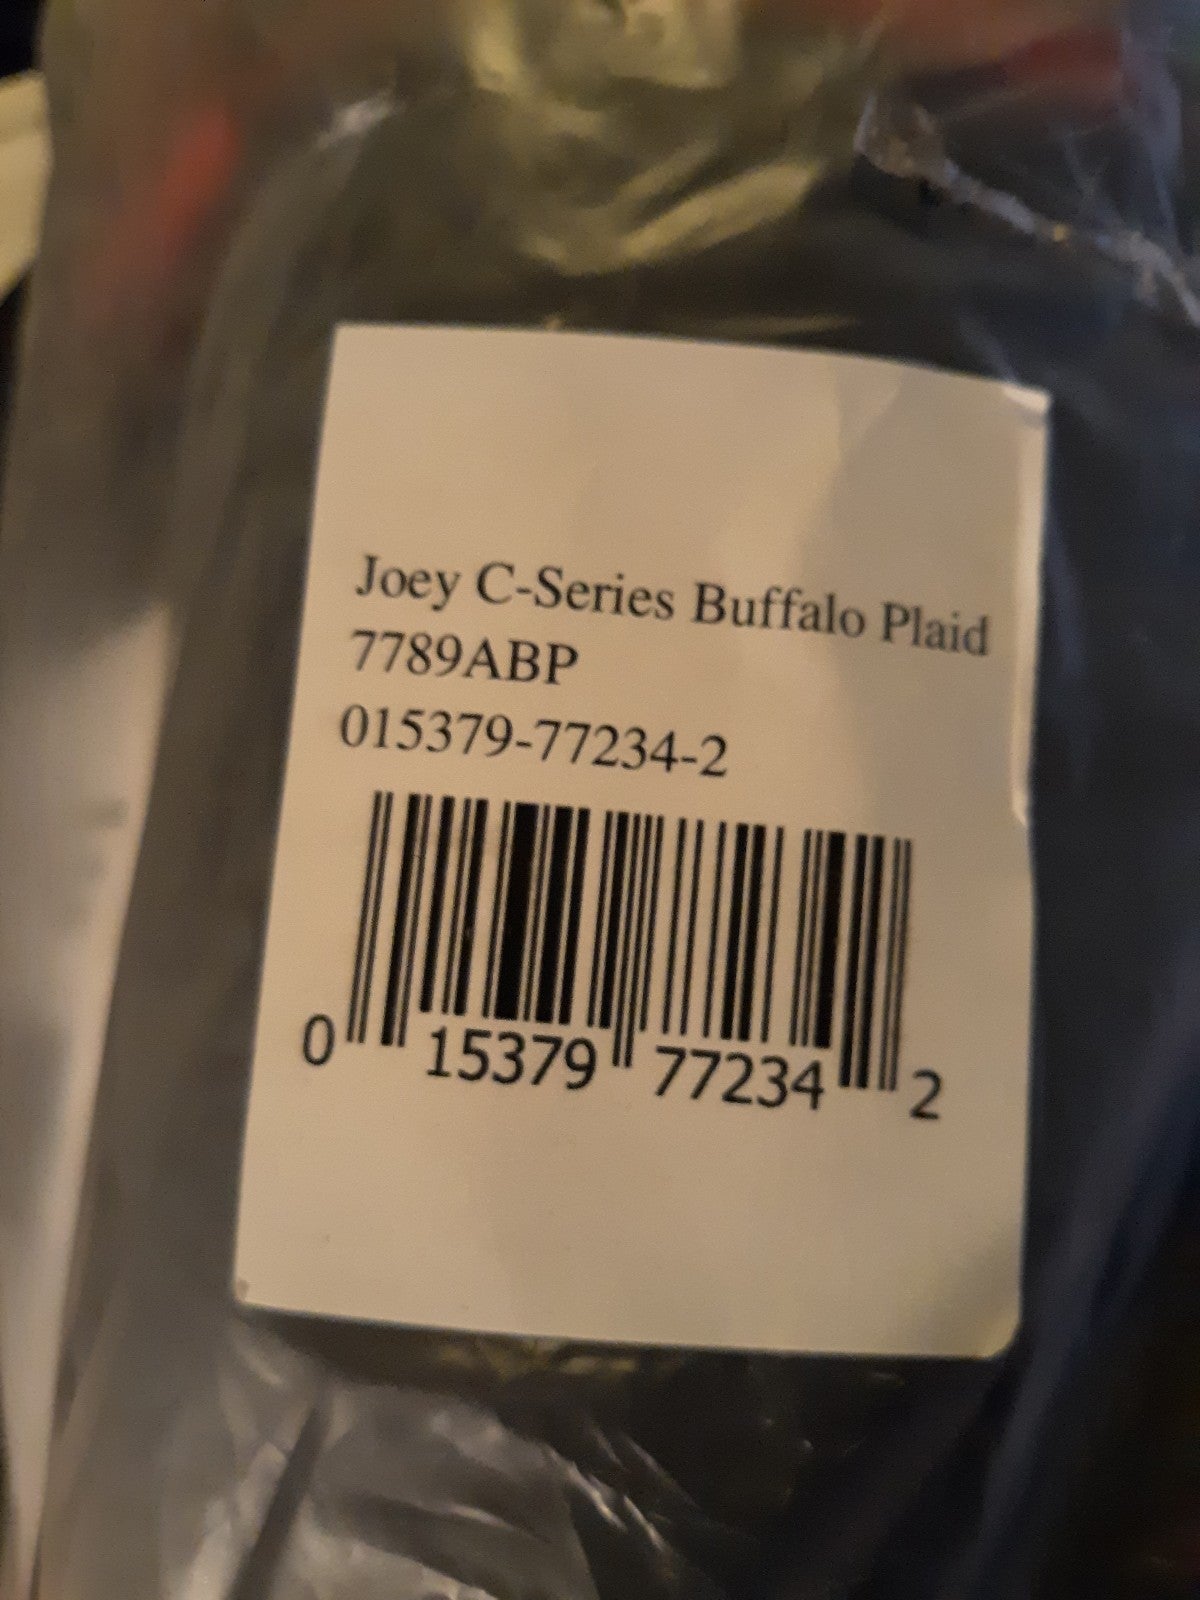 Joey C-Series Buffalo Plaid
7789ABP
015379-77234-2
0 15379 77234 2